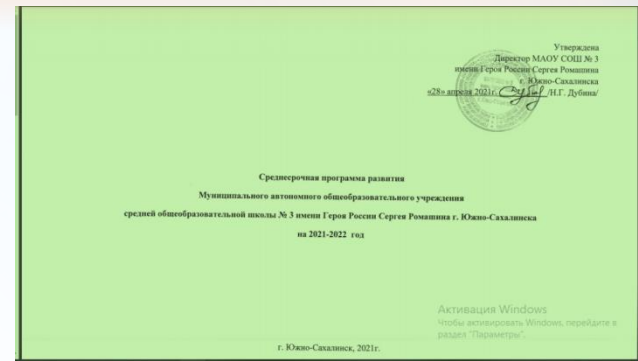 Утверждена
Директор МАОУ СОШ № 3
имени Героя России Сергея Ромашина
г. Южно-Сахалинска
«28» апреля 2021г. /Н.Г. Дубина/
Среднесрочная программа развития
Муниципального автономного общеобразовательного учреждения
средней общеобразовательной школы № 3 имени Героя России Сергея Ромашина г. Южно-Сахалинска
на 2021-2022 год
Активация Windows
Чтобы активировать Windows, перейдите в
раздел "Параметры".
г. Южно-Сахалинск, 2021г.